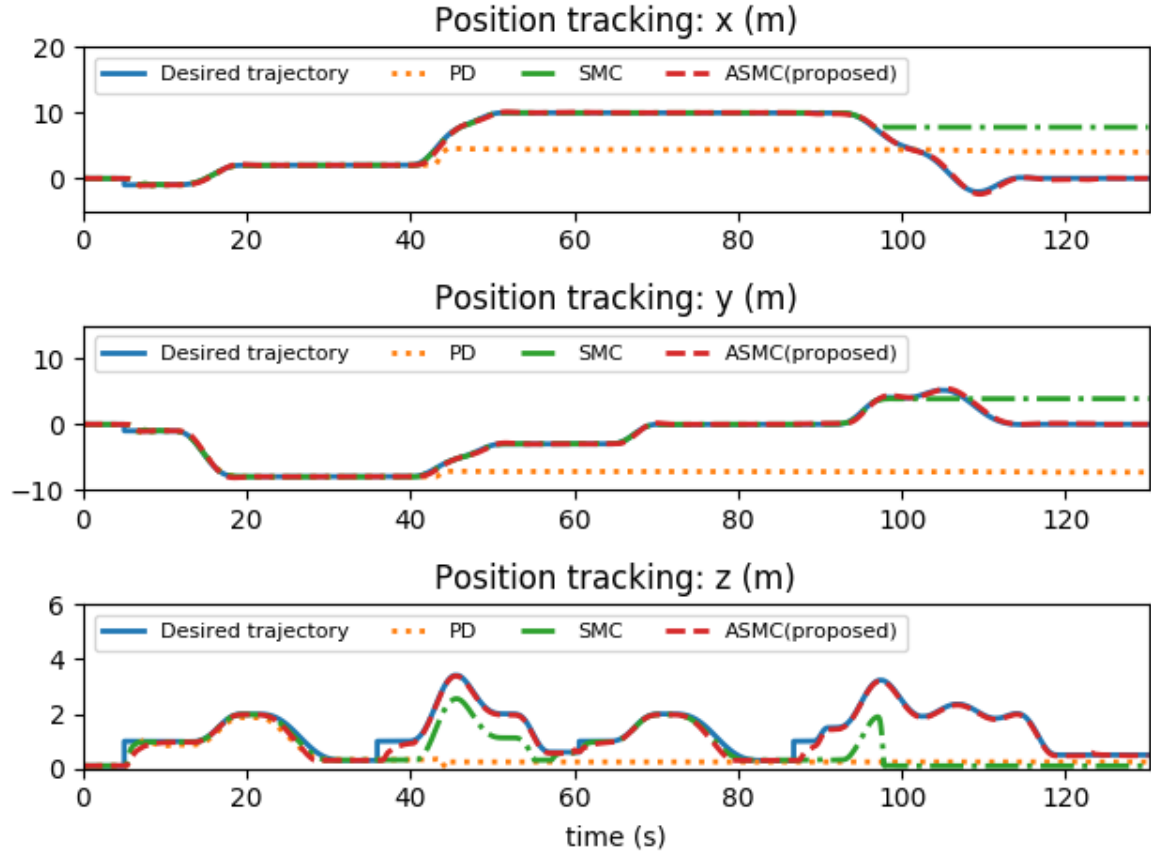 Position tracking: x (m)
20
Desired trajectory PD SMC ASMC(proposed)
10
0
0 20 40 60 80 100 120
Position tracking: y (m)
10
Desired trajectory PD SMC ASMC(proposed)
0
−10
0 20 40 60 80 100 120
Position tracking: z (m)
6
Desired trajectory PD SMC ASMC(proposed)
4
2
0
0 20 40 60 80 100 120
time (s)